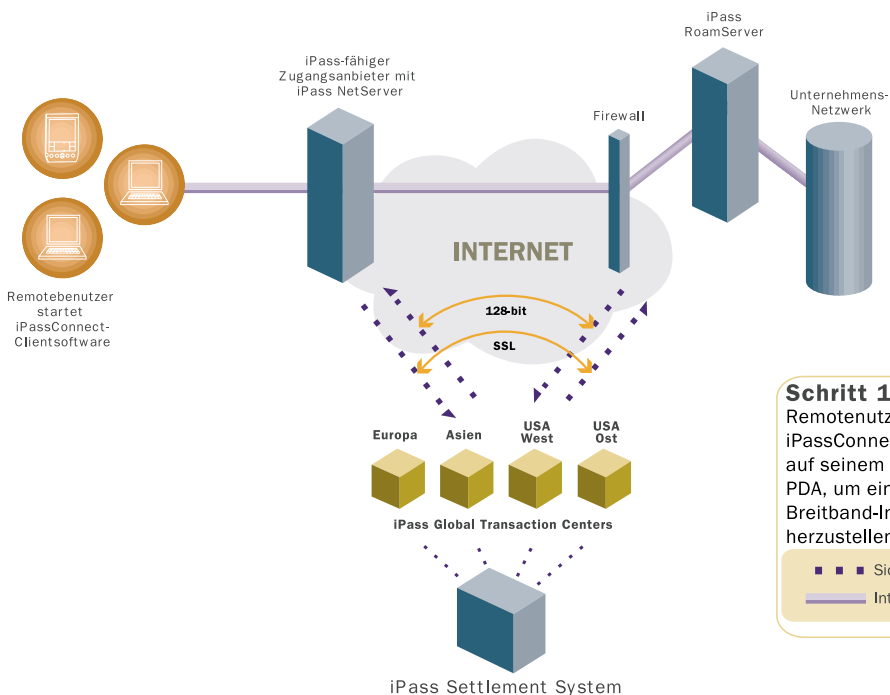 iPass
RoamServer
iPass-fähiger
Zugangsanbieter mit
iPass NetServer
Unternehmens-
Netzwerk
Firewall
INTERNET
Remotebenutzer
startet
iPassConnect-
Clientsoftware
128-bit
SSL
Europa
Asien
USA
West
USA
Ost
iPass Global Transaction Centers
iPass Settlement System
Schritt 1
Remotenutz
iPassConne
auf seinem
PDA, um ein
Breitband-In
herzustellen
Sic
Int